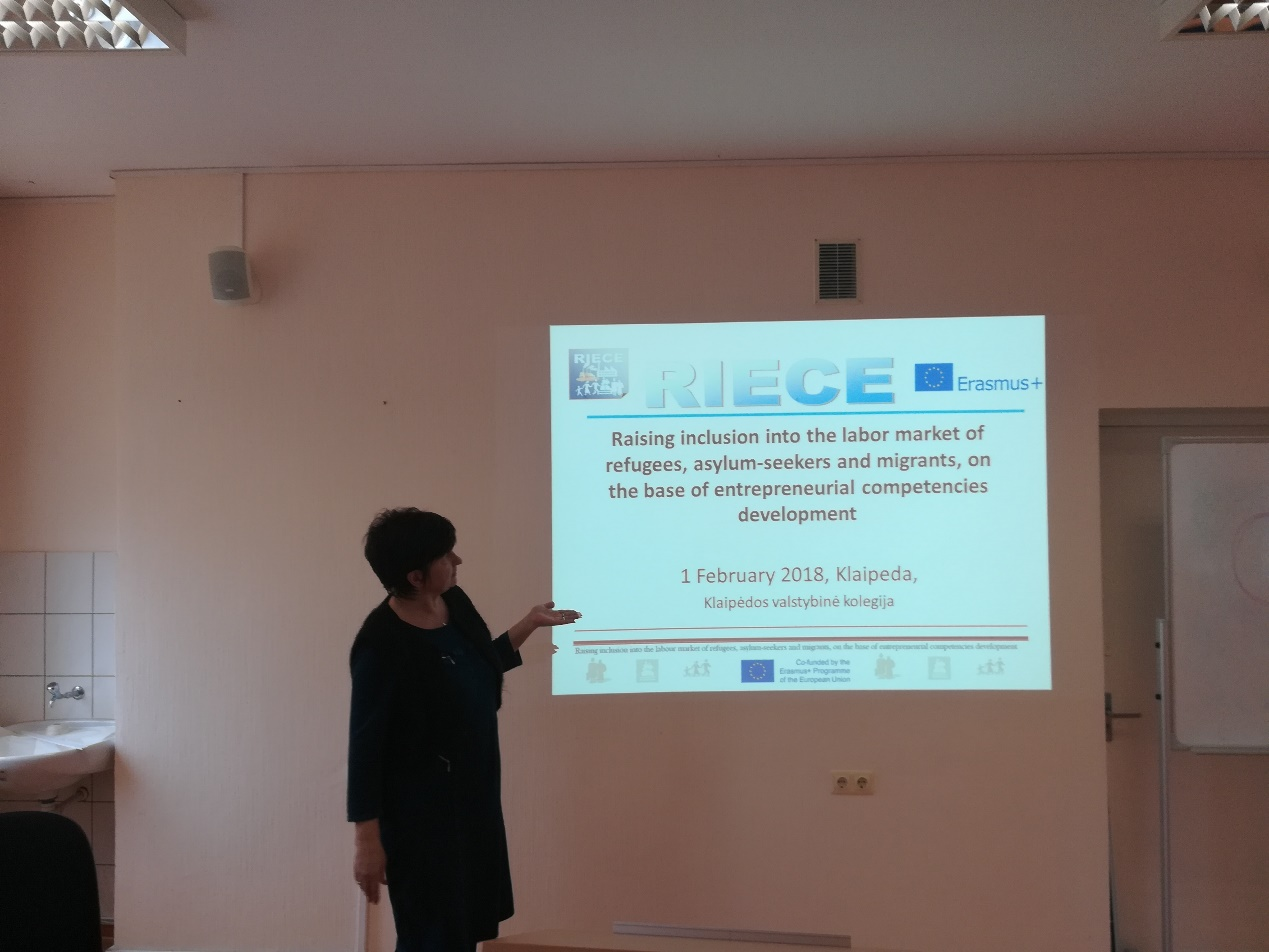 RIECE
RIECE
Erasmus+
Raising inclusion into the labor market of
refugees, asylum-seekers and migrants, on
the base of entrepreneurial competencies
development
1 February 2018, Klaipeda,
Klaipėdos valstybinė kolegija
Raising inclusion into the labour market of refugees, asylum-seekers and migrants, on the base of entrepreneurial competencies development
Co-funded by the
Erasmus+ Programme
of the European Union